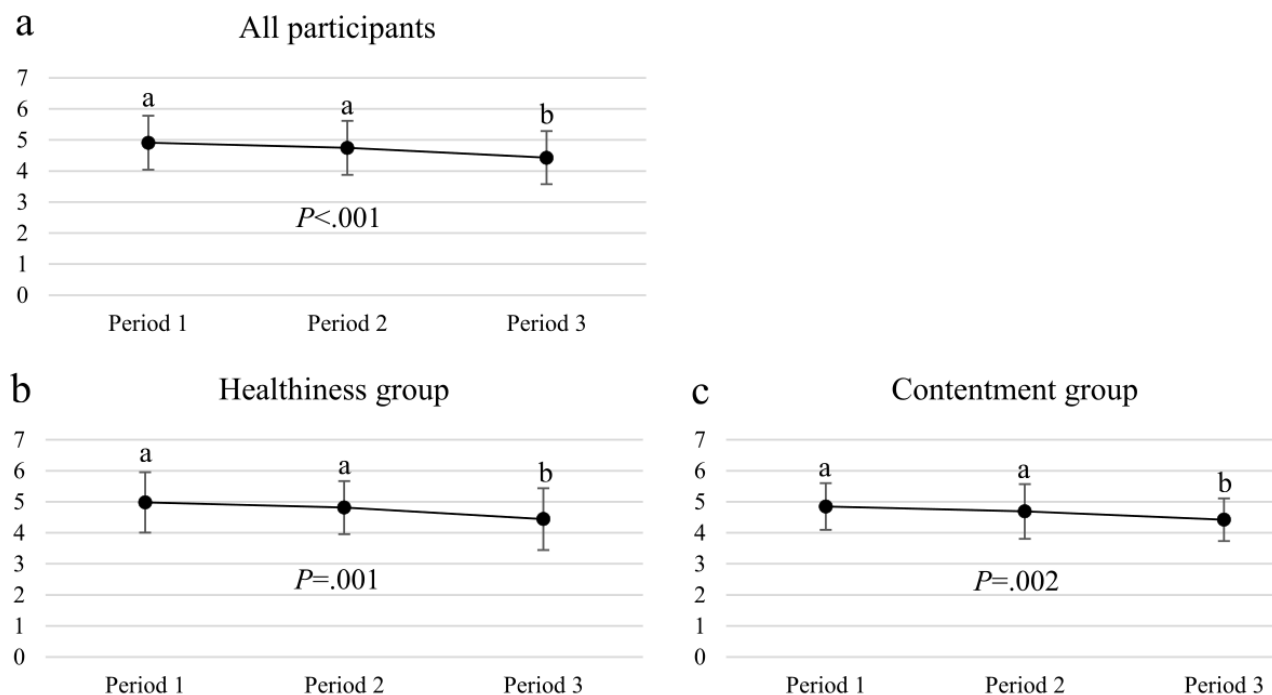 a
All participants
7
6
5
4
3
2
1
0
a
a
b
P<.001
Period 1
Period 2
Period 3
b
Healthiness group
7
6
5
4
3
2
1
0
a
a
b
P=.001
Period 1
Period 2
Period 3
c
Contentment group
7
6
5
4
3
2
1
0
a
a
b
P=.002
Period 1
Period 2
Period 3